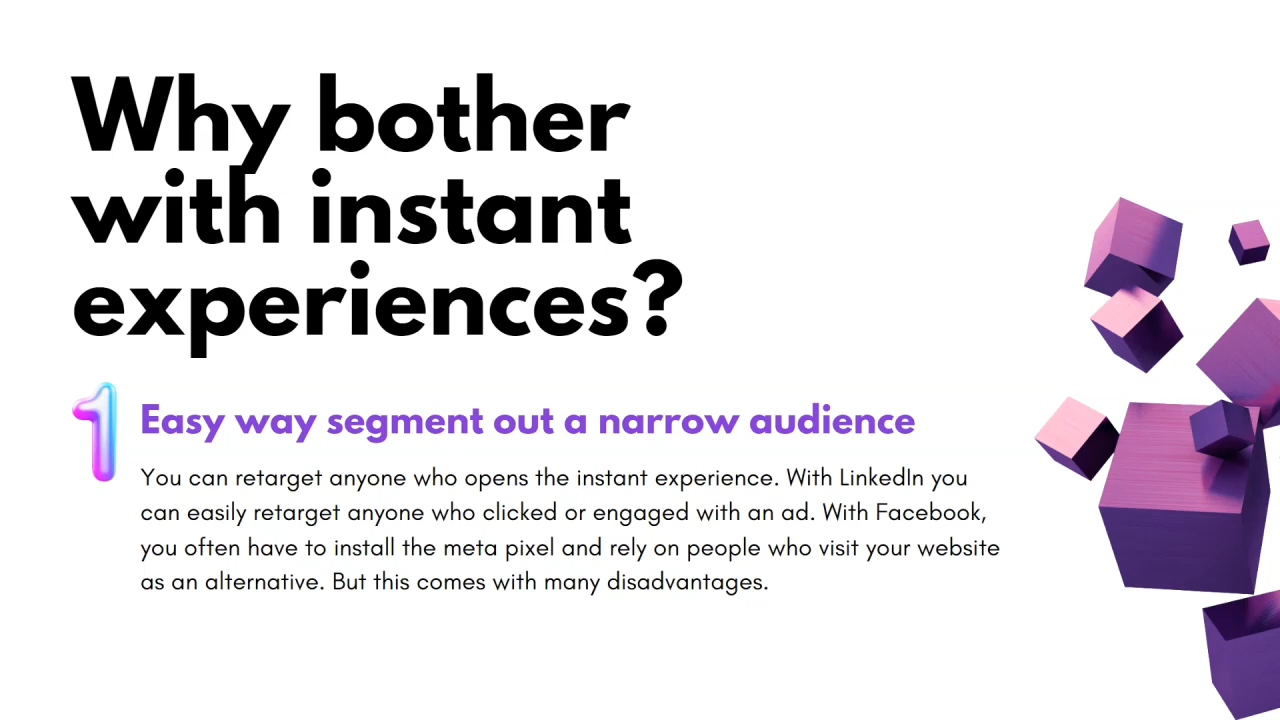 Why bother
with instant
experiences?
1
Easy way segment out a narrow audience
You can retarget anyone who opens the instant experience. With LinkedIn you
can easily retarget anyone who clicked or engaged with an ad. With Facebook,
you often have to install the meta pixel and rely on people who visit your website
as an alternative. But this comes with many disadvantages.